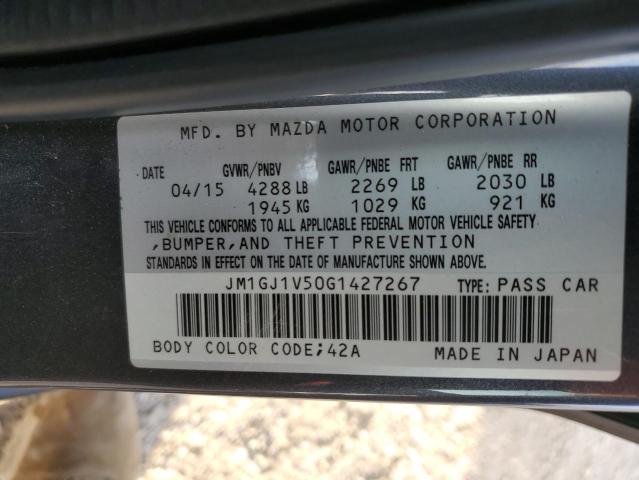 MFD. BY MAZDA MOTOR CORPORATION
DATE GVWR/PNBV GAWR/PNBE FRT GAWR/PNBE RR
04/15 4288 LB 2269 LB 2030 LB
1945 KG 1029 KG 921 KG
THIS VEHICLE CONFORMS TO ALL APPLICABLE FEDERAL MOTOR VEHICLE SAFETY
,BUMPER,AND THEFT PREVENTION
STANDARDS IN EFFECT ON THE DATE OF MANUFACTURE SHOWN ABOVE.
JM1GJ1V50G1427267 TYPE: PASS CAR
BODY COLOR CODE;42A MADE IN JAPAN